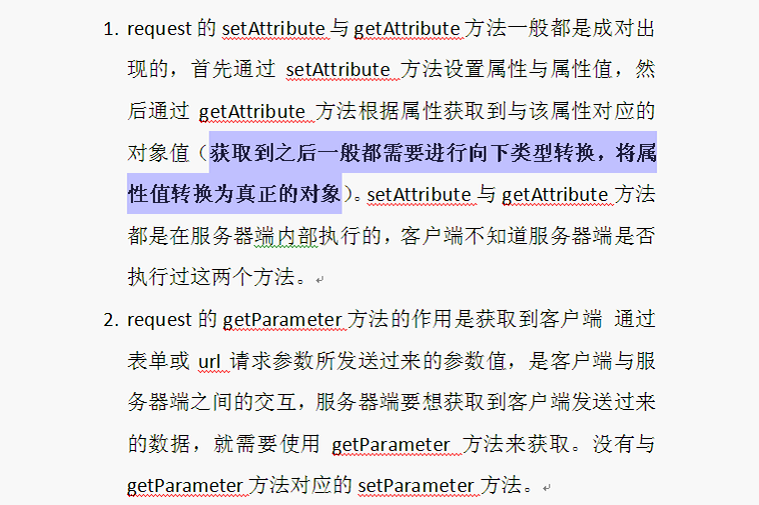 1. request 的 setAttribute 与 getAttribute 方法一般都是成对出
现的，首先通过 setAttribute 方法设置属性与属性值，然
后通过 getAttribute 方法根据属性获取到与该属性对应的
对象值（获取到之后一般都需要进行向下类型转换，将属
性值转换为真正的对象）。setAttribute 与 getAttribute 方法
都是在服务器端内部执行的，客户端不知道服务器端是否
执行过这两个方法。
2. request 的 getParameter 方法的作用是获取到客户端 通过
表单或 url 请求参数所发送过来的参数值，是客户端与服
务器端之间的交互，服务器端要想获取到客户端发送过来
的数据，就需要使用 getParameter 方法来获取。没有与
getParameter 方法对应的 setParameter 方法。